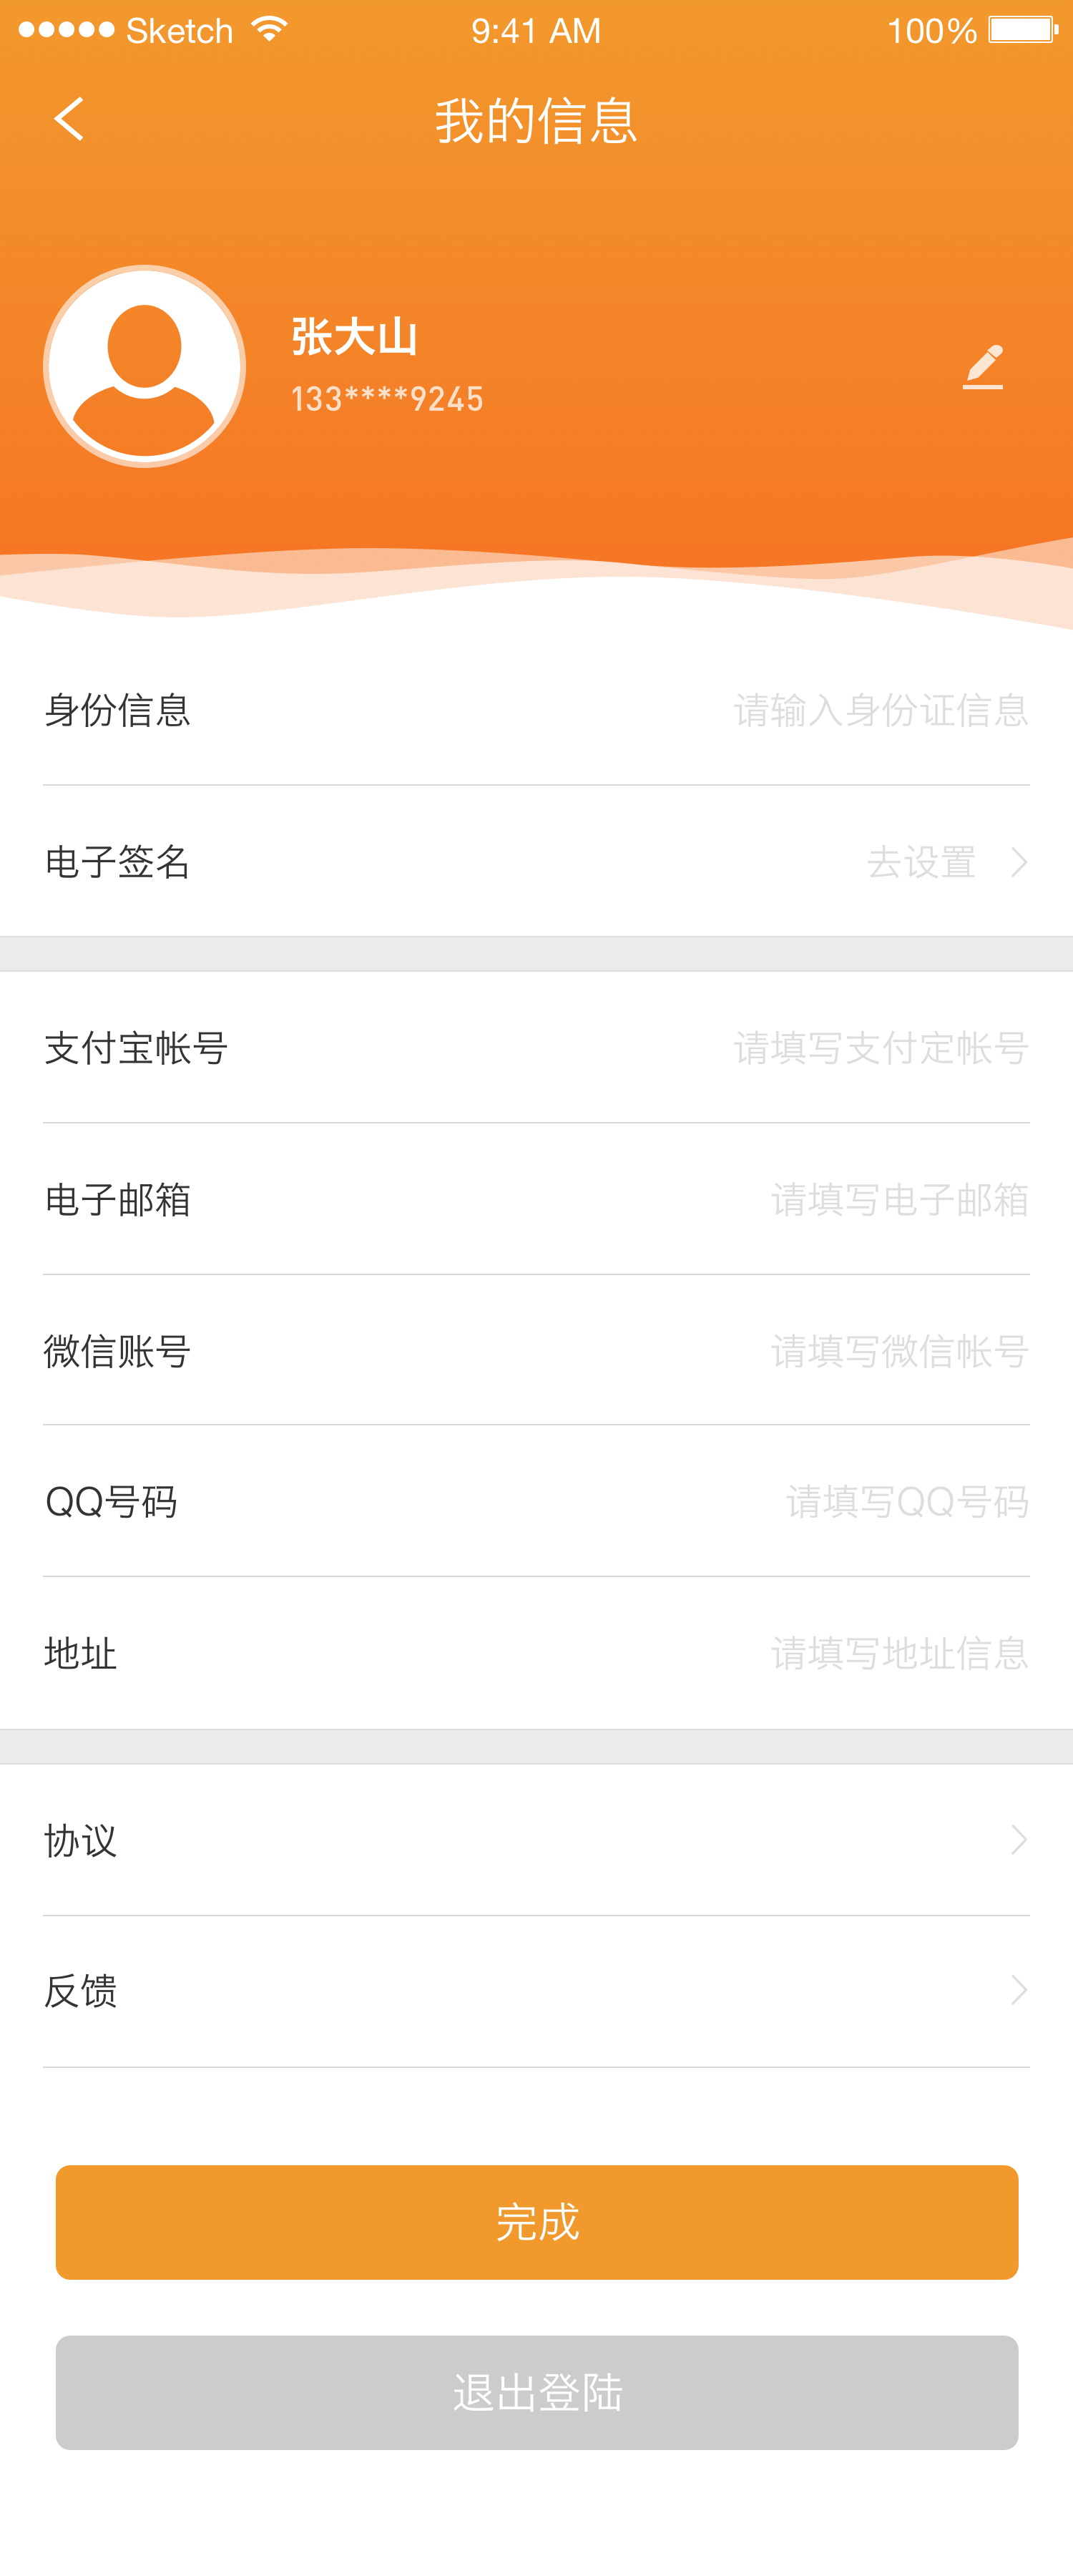 Sketch 9:41 AM 100%
我的信息
张大山
133****9245
身份信息 请输入身份证信息
电子签名 去设置
支付宝帐号 请填写支付定帐号
电子邮箱 请填写电子邮箱
微信账号 请填写微信帐号
QQ号码 请填写QQ号码
地址 请填写地址信息
协议
反馈
完成
退出登陆